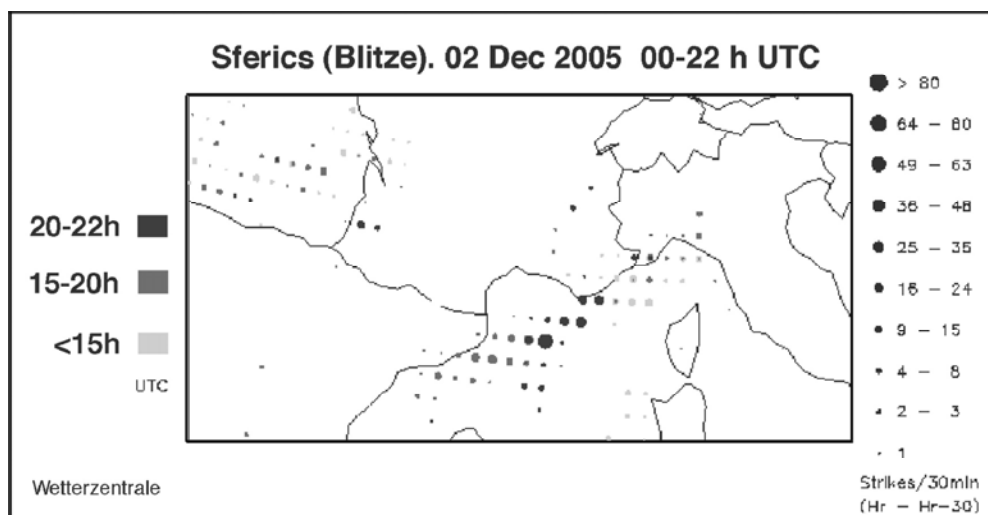 Sferics (Blitze). 02 Dec 2005 00-22 h UTC
20-22h
15-20h
<15h
UTC
> 80
64 - 80
49 - 63
36 - 48
25 - 35
16 - 24
9 - 15
4 - 8
2 - 3
1
Wetterzentrale
Strikes/30min
(Hr - Hr-30)